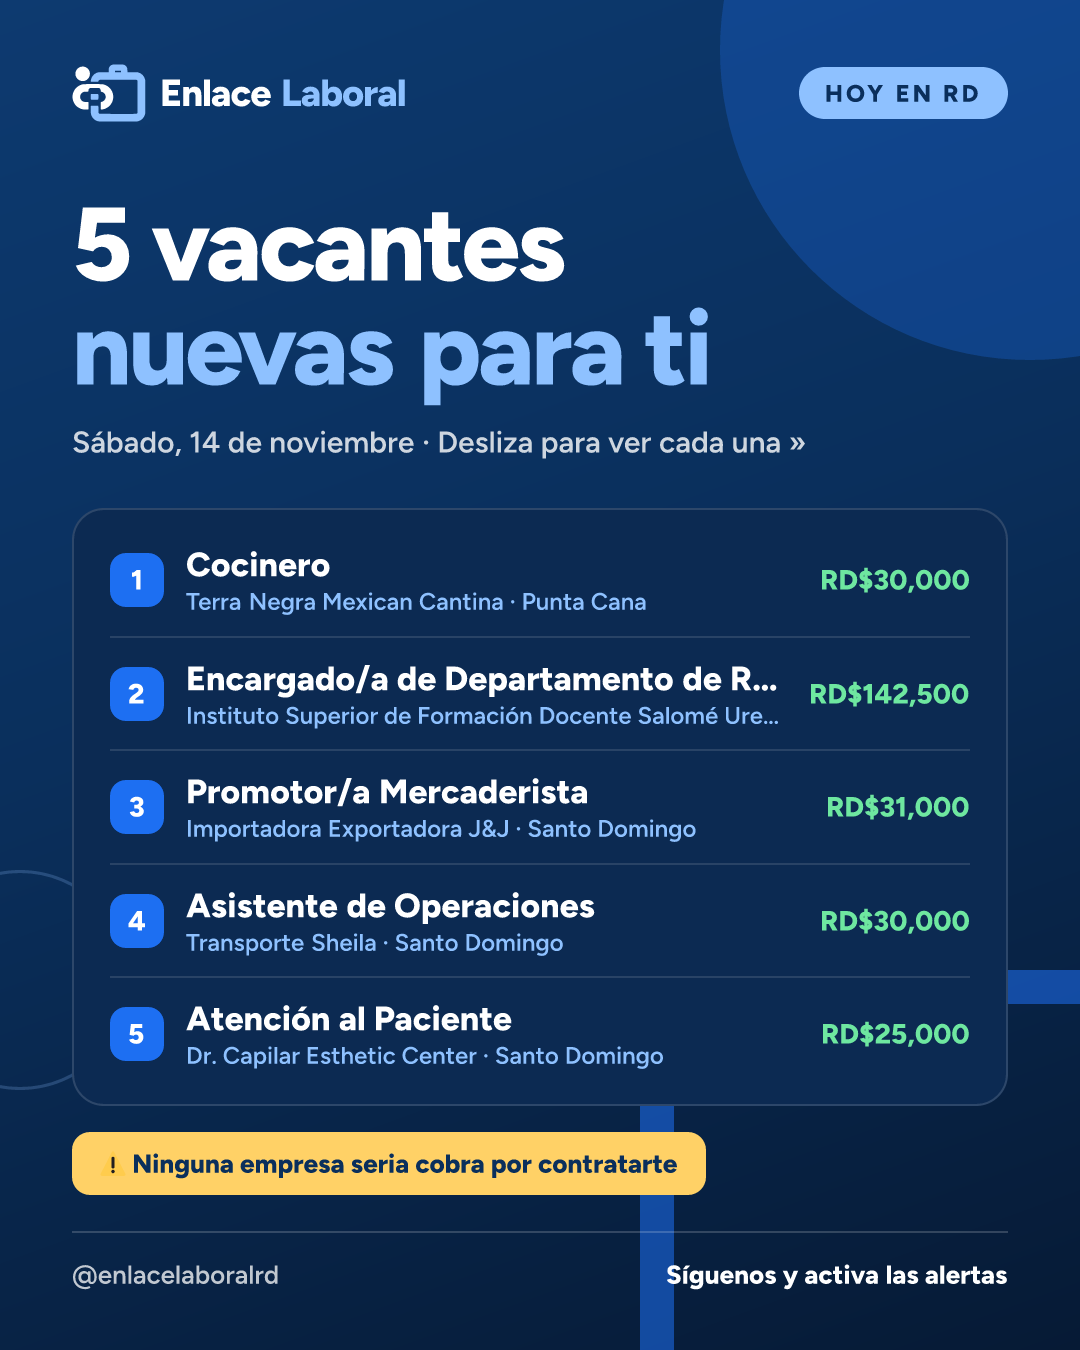 Enlace Laboral
HOY EN RD
5 vacantes
nuevas para ti
Sábado, 14 de noviembre · Desliza para ver cada una »
1
Cocinero
Terra Negra Mexican Cantina · Punta Cana
RD$30,000
2
Encargado/a de Departamento de R...
Instituto Superior de Formación Docente Salomé Ure...
RD$142,500
3
Promotor/a Mercaderista
Importadora Exportadora J&J · Santo Domingo
RD$31,000
4
Asistente de Operaciones
Transporte Sheila · Santo Domingo
RD$30,000
5
Atención al Paciente
Dr. Capilar Esthetic Center · Santo Domingo
RD$25,000
⚠️ Ninguna empresa seria cobra por contratarte
@enlacelaboralrd
Síguenos y activa las alertas